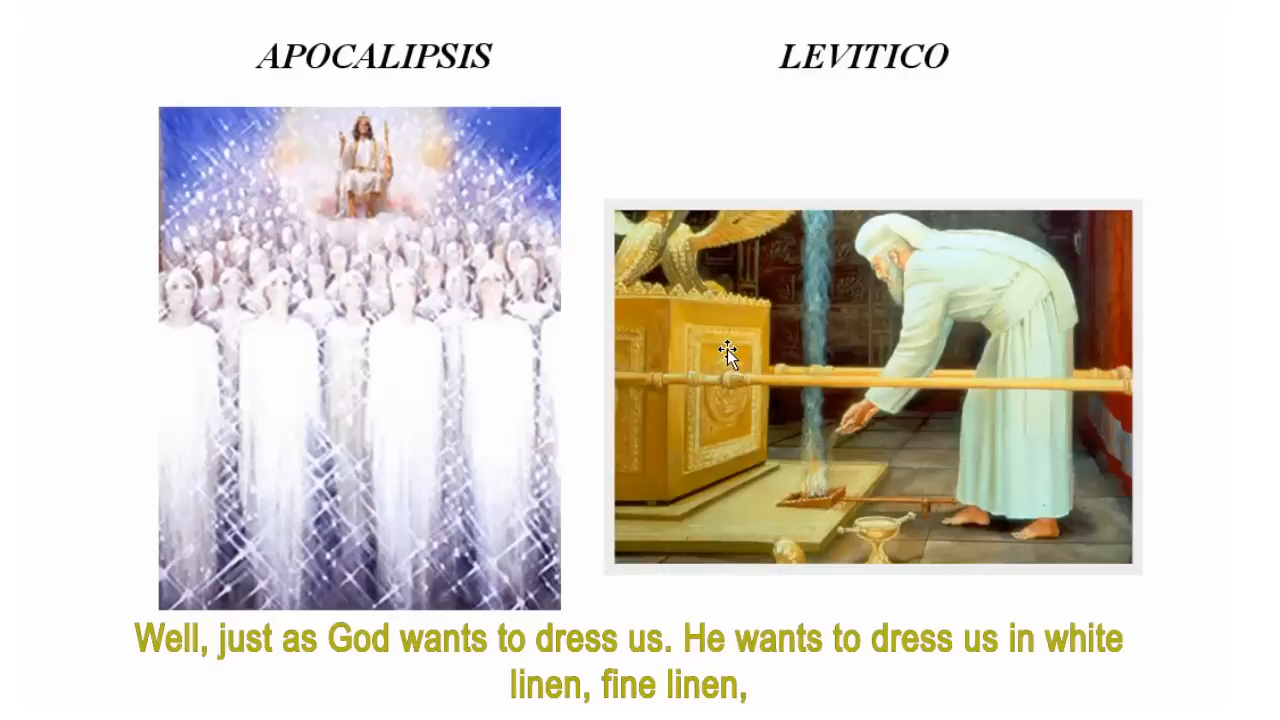 APOCALIPSIS
LEVITICO
Well, just as God wants to dress us. He wants to dress us in white
linen, fine linen,